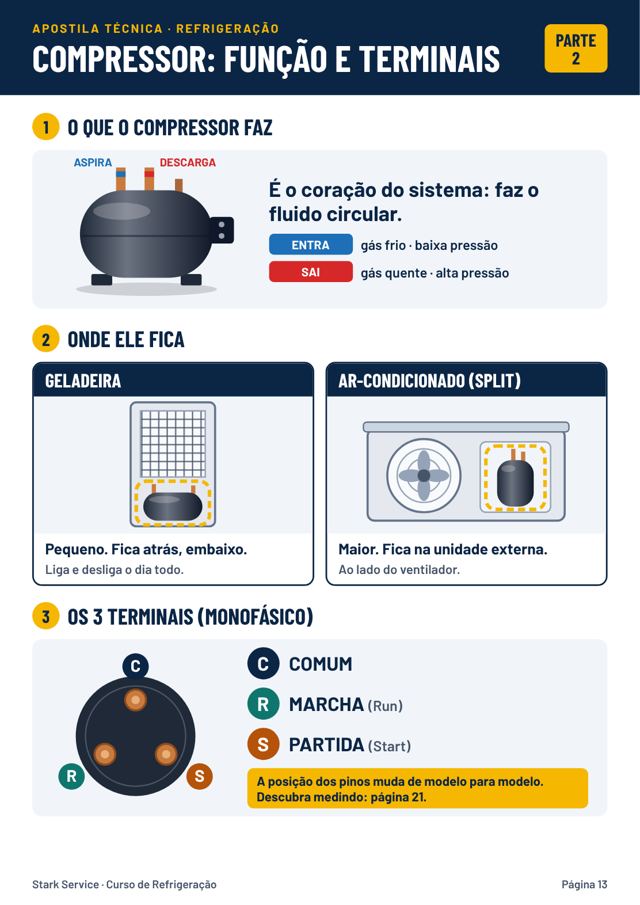 APOSTILA TÉCNICA · REFRIGERAÇÃO
COMPRESSOR: FUNÇÃO E TERMINAIS
PARTE
2
1 O QUE O COMPRESSOR FAZ
ASPIRA
DESCARGA
É o coração do sistema: faz o
fluido circular.
ENTRA gás frio · baixa pressão
SAI gás quente · alta pressão
2 ONDE ELE FICA
GELADEIRA
Pequeno. Fica atrás, embaixo.
Liga e desliga o dia todo.
AR-CONDICIONADO (SPLIT)
Maior. Fica na unidade externa.
Ao lado do ventilador.
3 OS 3 TERMINAIS (MONOFÁSICO)
C
R
S
C COMUM
R MARCHA (Run)
S PARTIDA (Start)
A posição dos pinos muda de modelo para modelo.
Descubra medindo: página 21.
Stark Service · Curso de Refrigeração
Página 13